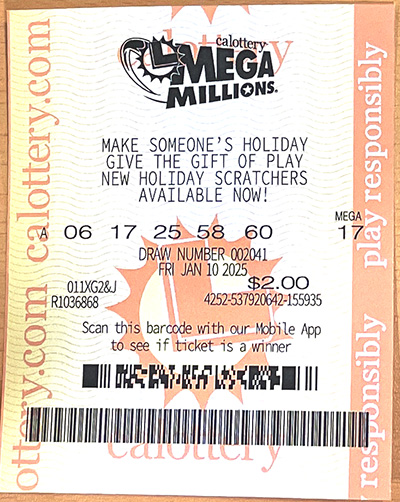 calottery
MEGA
MILLIONS.
MAKE SOMEONE'S HOLIDAY
GIVE THE GIFT OF PLAY
NEW HOLIDAY SCRATCHERS
AVAILABLE NOW!
MEGA
A 06 17 25 58 60 17
DRAW NUMBER 002041
FRI JAN 10 2025
$2.00
011XG2&J
R1036868
4252-537920642-155935
Scan this barcode with our Mobile App
to see if ticket is a winner
calottery
calottery
ottery.com calottery.com
play responsibly
responsibly